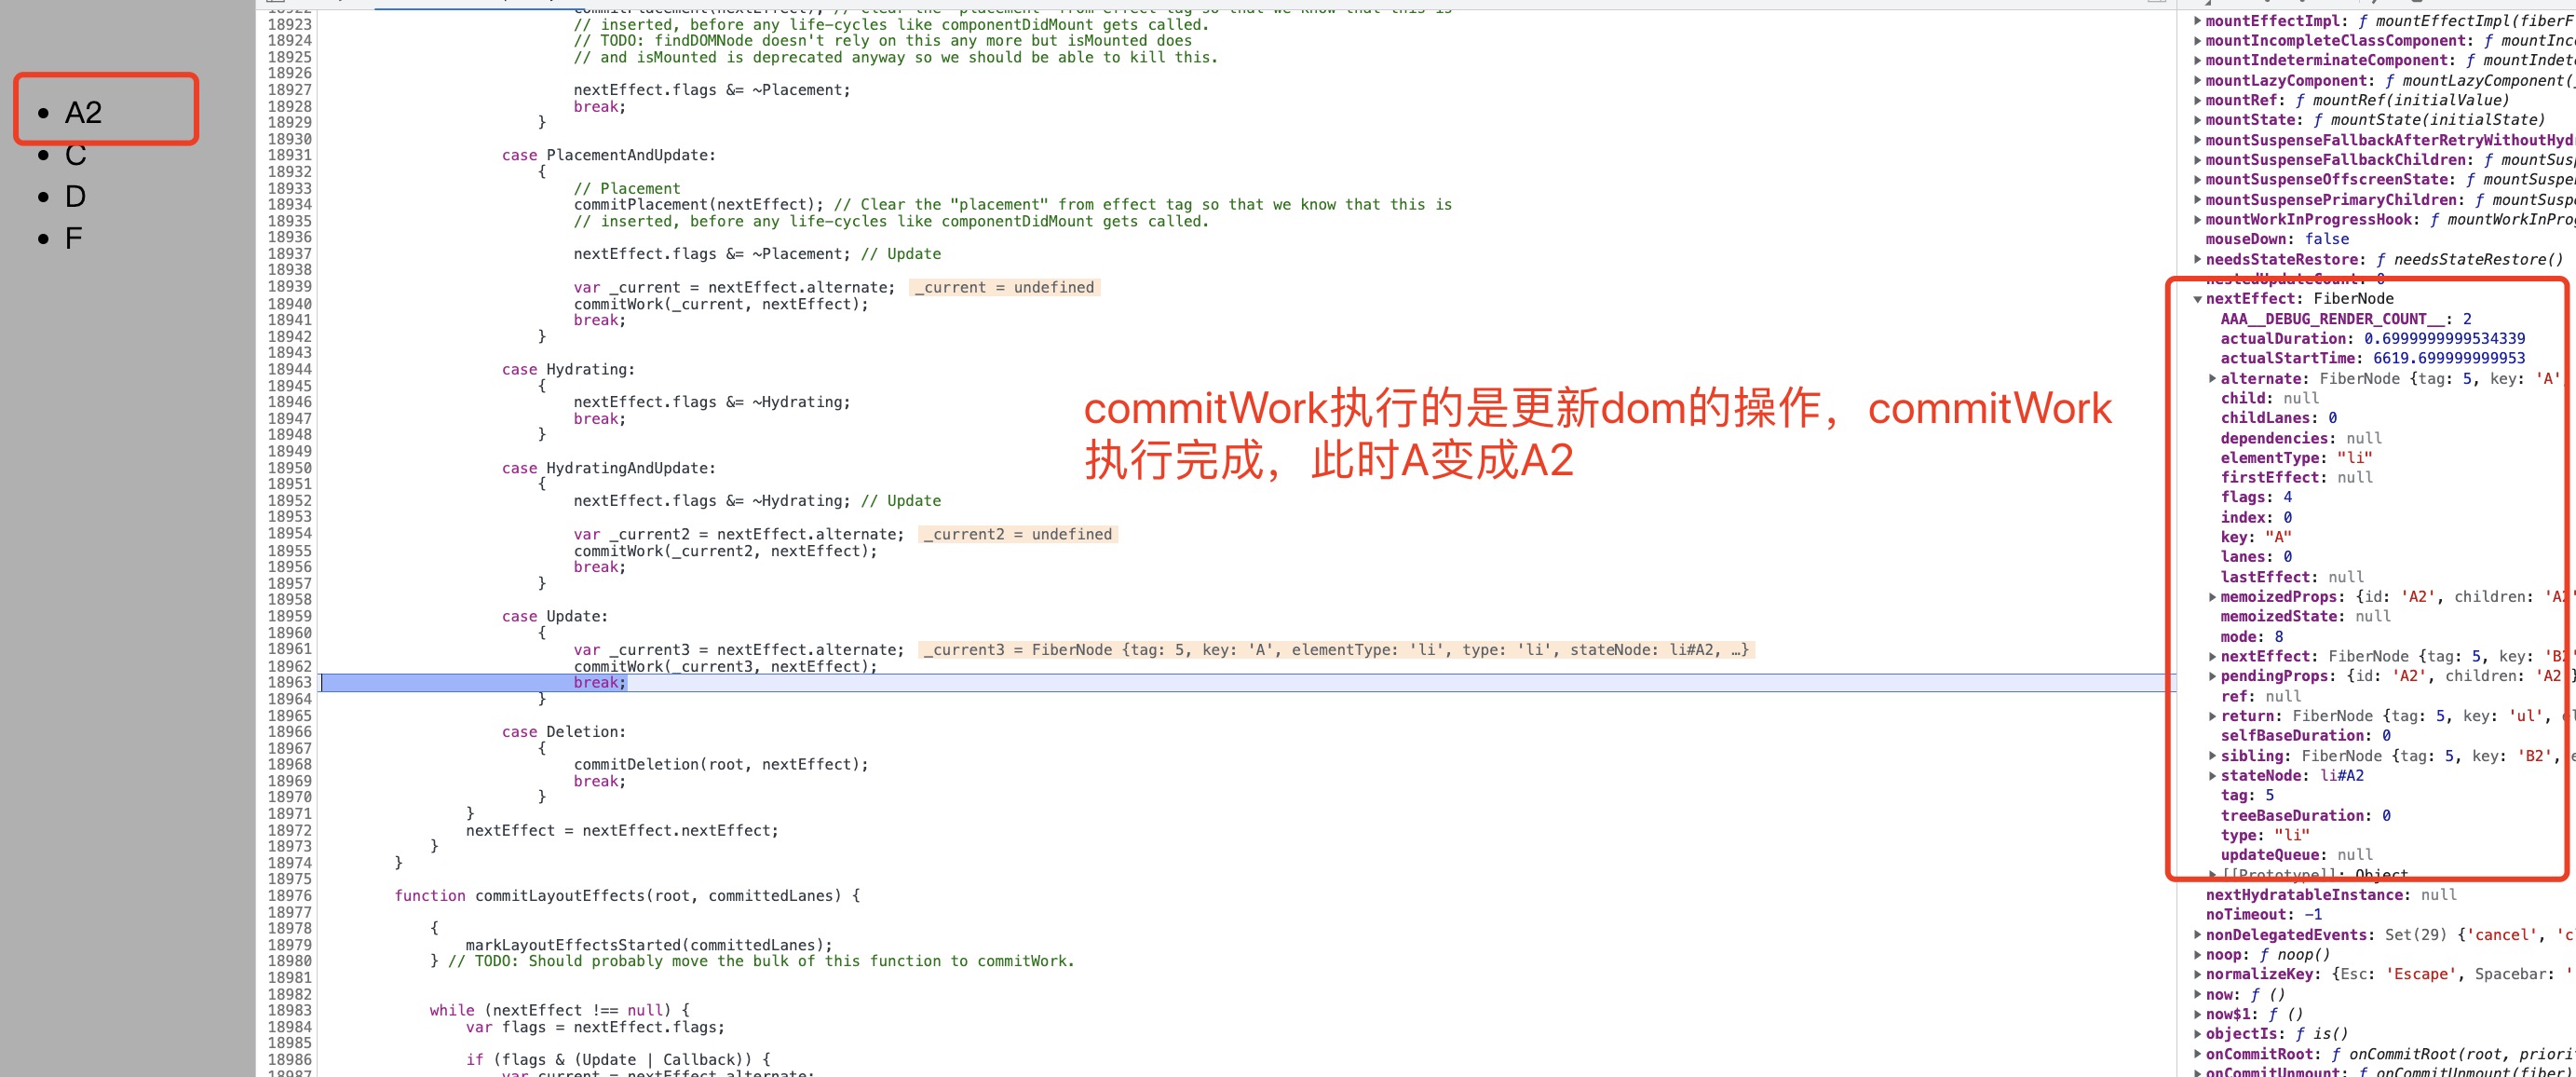 A2
C
D
F
18923 // inserted, before any life-cycles like componentDidMount gets called.
18924 // TODO: findDOMNode doesn't rely on this any more but isMounted does
18925 // and isMounted is deprecated anyway so we should be able to kill this.
18926
18927 nextEffect.flags &= ~Placement;
18928 break;
18929 }
18930
18931 case PlacementAndUpdate:
18932 {
18933 // Placement
18934 commitPlacement(nextEffect); // Clear the "placement" from effect tag so that we know that this is
18935 // inserted, before any life-cycles like componentDidMount gets called.
18936
18937 nextEffect.flags &= ~Placement; // Update
18938
18939 var _current = nextEffect.alternate; _current = undefined
18940 commitWork(_current, nextEffect);
18941 break;
18942 }
18943
18944 case Hydrating:
18945 {
18946 nextEffect.flags &= ~Hydrating;
18947 break;
18948 }
18949
18950 case HydratingAndUpdate:
18951 {
18952 nextEffect.flags &= ~Hydrating; // Update
18953
18954 var _current2 = nextEffect.alternate; _current2 = undefined
18955 commitWork(_current2, nextEffect);
18956 break;
18957 }
18958
18959 case Update:
18960 {
18961 var _current3 = nextEffect.alternate; _current3 = FiberNode {tag: 5, key: 'A', elementType: 'li', type: 'li', stateNode: li#A2, …}
18962 commitWork(_current3, nextEffect);
18963 break;
18964 }
18965
18966 case Deletion:
18967 {
18968 commitDeletion(root, nextEffect);
18969 break;
18970 }
18971 }
18972 nextEffect = nextEffect.nextEffect;
18973 }
18974 }
18975
18976 function commitLayoutEffects(root, committedLanes) {
18977
18978 {
18979 markLayoutEffectsStarted(committedLanes);
18980 } // TODO: Should probably move the bulk of this function to commitWork.
18981
18982
18983 while (nextEffect !== null) {
18984 var flags = nextEffect.flags;
18985
18986 if (flags & (Update | Callback)) {
commitWork执行的是更新dom的操作，commitWork
执行完成，此时A变成A2
mountEffectImpl: ƒ mountEffectImpl(fiberF
mountIncompleteClassComponent: ƒ mountInc
mountIndeterminateComponent: ƒ mountIndet
mountLazyComponent: ƒ mountLazyComponent(
mountRef: ƒ mountRef(initialValue)
mountState: ƒ mountState(initialState)
mountSuspenseFallbackAfterRetryWithoutHyd
mountSuspenseFallbackChildren: ƒ mountSus
mountSuspenseOffscreenState: ƒ mountSuspe
mountSuspensePrimaryChildren: ƒ mountSusp
mountWorkInProgressHook: ƒ mountWorkInPro
mouseDown: false
needsStateRestore: ƒ needsStateRestore()
nextEffect: FiberNode
AAA__DEBUG_RENDER_COUNT__: 2
actualDuration: 0.6999999999534339
actualStartTime: 6619.699999999953
alternate: FiberNode {tag: 5, key: 'A'
child: null
childLanes: 0
dependencies: null
elementType: "li"
firstEffect: null
flags: 4
index: 0
key: "A"
lanes: 0
lastEffect: null
memoizedProps: {id: 'A2', children: 'A2
memoizedState: null
mode: 8
nextEffect: FiberNode {tag: 5, key: 'B2
pendingProps: {id: 'A2', children: 'A2'
ref: null
return: FiberNode {tag: 5, key: 'ul',
selfBaseDuration: 0
sibling: FiberNode {tag: 5, key: 'B2',
stateNode: li#A2
tag: 5
treeBaseDuration: 0
type: "li"
updateQueue: null
[[Prototype]]: Object
nextHydratableInstance: null
noTimeout: -1
nonDelegatedEvents: Set(29) {'cancel', 'c
noop: ƒ noop()
normalizeKey: {Esc: 'Escape', Spacebar: '
now: ƒ ()
now$1: ƒ ()
objectIs: ƒ is()
onCommitRoot: ƒ onCommitRoot(root, priori